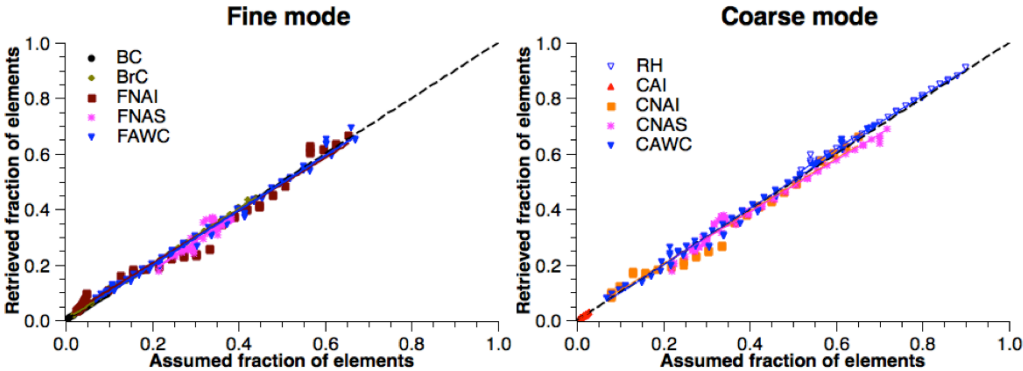 Fine mode
Retrieved fraction of elements
1.0
0.8
0.6
0.4
0.2
0.0
BC
BrC
FNAI
FNAS
FAWC
0.0 0.2 0.4 0.6 0.8 1.0
Assumed fraction of elements
Coarse mode
Retrieved fraction of elements
1.0
0.8
0.6
0.4
0.2
0.0
RH
CAI
CNAI
CNAS
CAWC
0.0 0.2 0.4 0.6 0.8 1.0
Assumed fraction of elements